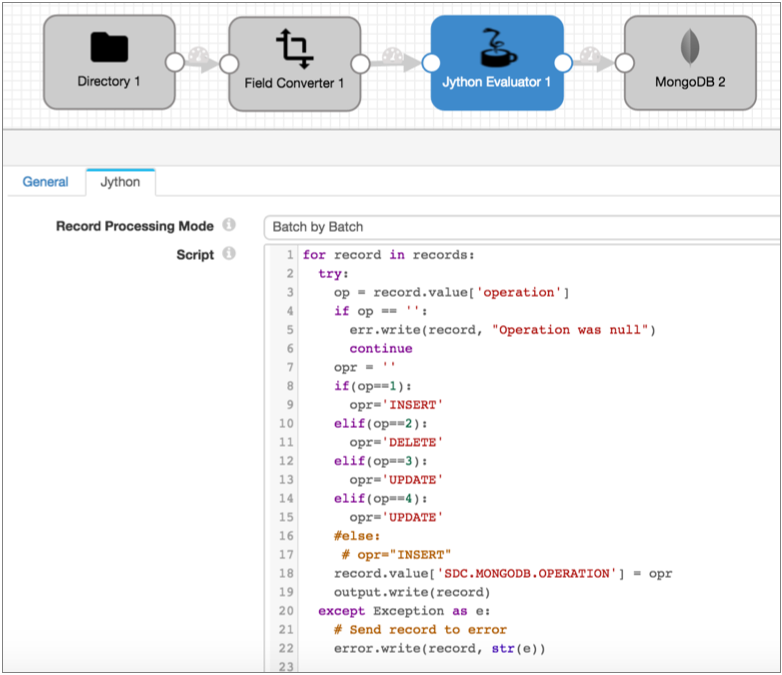 Directory 1
Field Converter 1
Jython Evaluator 1
MongoDB 2
General
Jython
Record Processing Mode
Batch by Batch
Script
1 for record in records:
2   try:
3     op = record.value['operation']
4     if op == '':
5       err.write(record, "Operation was null")
6       continue
7     opr = ''
8     if(op==1):
9       opr='INSERT'
10     elif(op==2):
11       opr='DELETE'
12     elif(op==3):
13       opr='UPDATE'
14     elif(op==4):
15       opr='UPDATE'
16     #else:
17      # opr="INSERT"
18     record.value['SDC.MONGODB.OPERATION'] = opr
19     output.write(record)
20   except Exception as e:
21     # Send record to error
22     error.write(record, str(e))
23